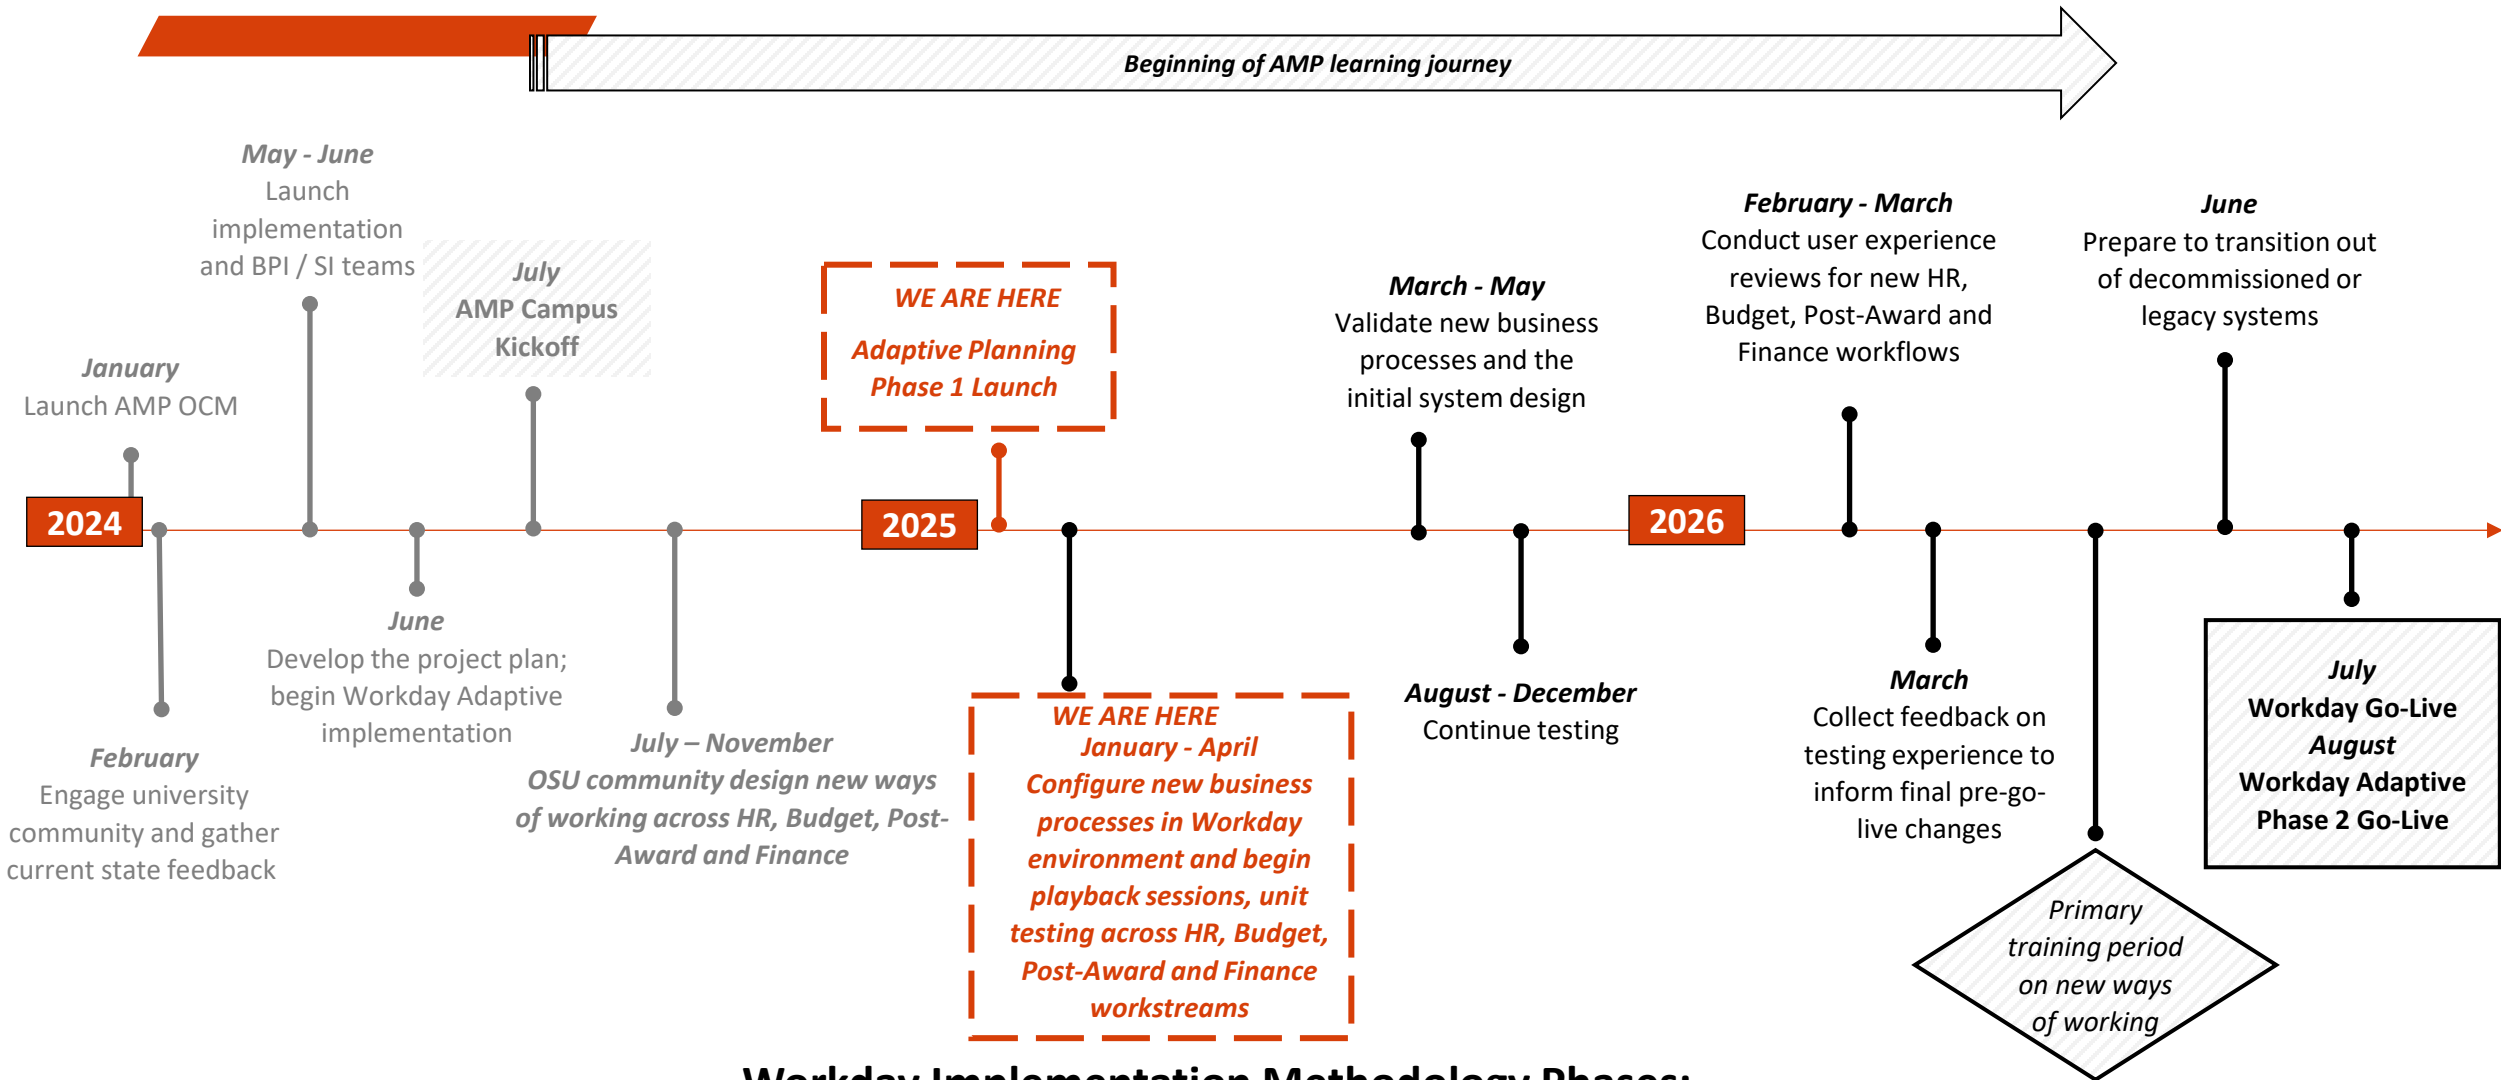 Beginning of AMP learning journey
May - June
Launch
implementation
and BPI / SI teams
July
AMP Campus
Kickoff
January
Launch AMP OCM
WE ARE HERE
Adaptive Planning
Phase 1 Launch
March - May
Validate new business
processes and the
initial system design
February - March
Conduct user experience
reviews for new HR,
Budget, Post-Award and
Finance workflows
June
Prepare to transition out
of decommissioned or
legacy systems
2024
2025
2026
February
Engage university
community and gather
current state feedback
June
Develop the project plan;
begin Workday Adaptive
implementation
July – November
OSU community design new ways
of working across HR, Budget, Post-
Award and Finance
WE ARE HERE
January - April
Configure new business
processes in Workday
environment and begin
playback sessions, unit
testing across HR, Budget,
Post-Award and Finance
workstreams
August - December
Continue testing
March
Collect feedback on
testing experience to
inform final pre-go-
live changes
Primary
training period
on new ways
of working
July
Workday Go-Live
August
Workday Adaptive
Phase 2 Go-Live
Workday Implementation Methodology Phases: